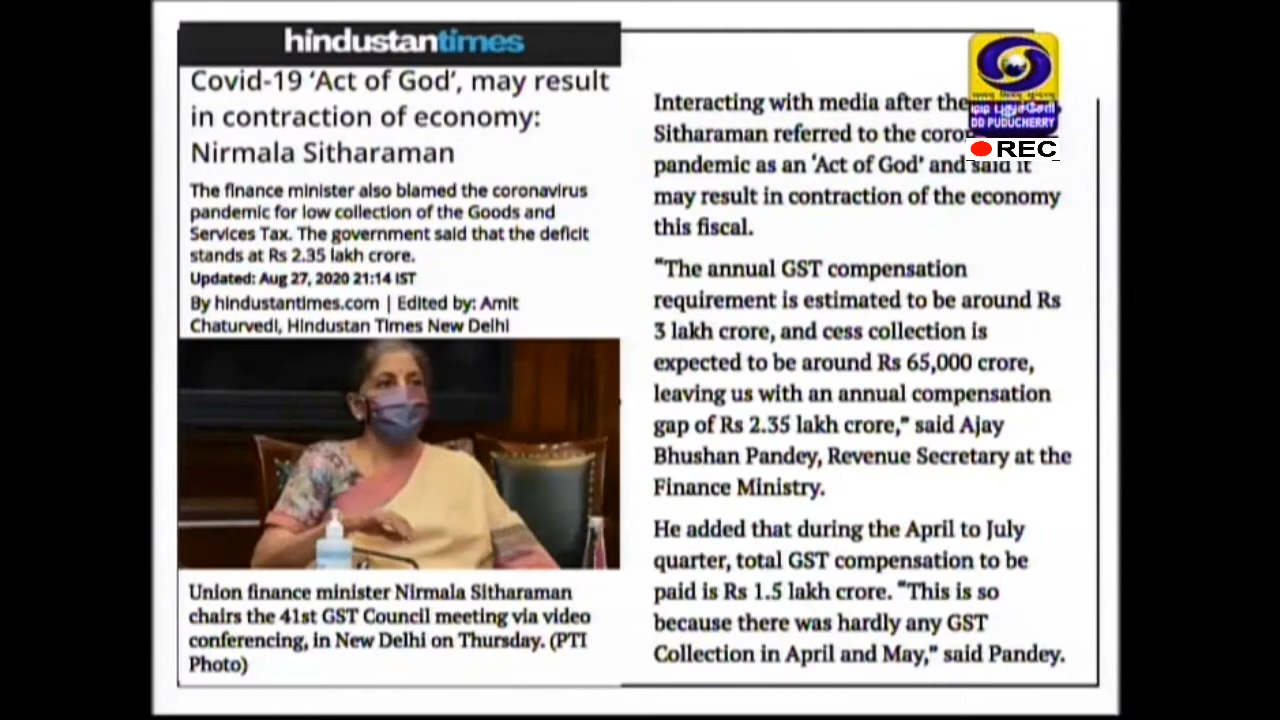 hindustantimes
Covid-19 ‘Act of God’, may result
in contraction of economy:
Nirmala Sitharaman
The finance minister also blamed the coronavirus
pandemic for low collection of the Goods and
Services Tax. The government said that the deficit
stands at Rs 2.35 lakh crore.
Updated: Aug 27, 2020 21:14 IST
By hindustantimes.com | Edited by: Amit
Chaturvedi, Hindustan Times New Delhi
Union finance minister Nirmala Sitharaman
chairs the 41st GST Council meeting via video
conferencing, in New Delhi on Thursday. (PTI
Photo)
Interacting with media after the
Sitharaman referred to the
pandemic as an ‘Act of God’ and said it
may result in contraction of the economy
this fiscal.
“The annual GST compensation
requirement is estimated to be around Rs
3 lakh crore, and cess collection is
expected to be around Rs 65,000 crore,
leaving us with an annual compensation
gap of Rs 2.35 lakh crore,” said Ajay
Bhushan Pandey, Revenue Secretary at the
Finance Ministry.
He added that during the April to July
quarter, total GST compensation to be
paid is Rs 1.5 lakh crore. “This is so
because there was hardly any GST
Collection in April and May,” said Pandey.
DD PUDUCHERRY
REC